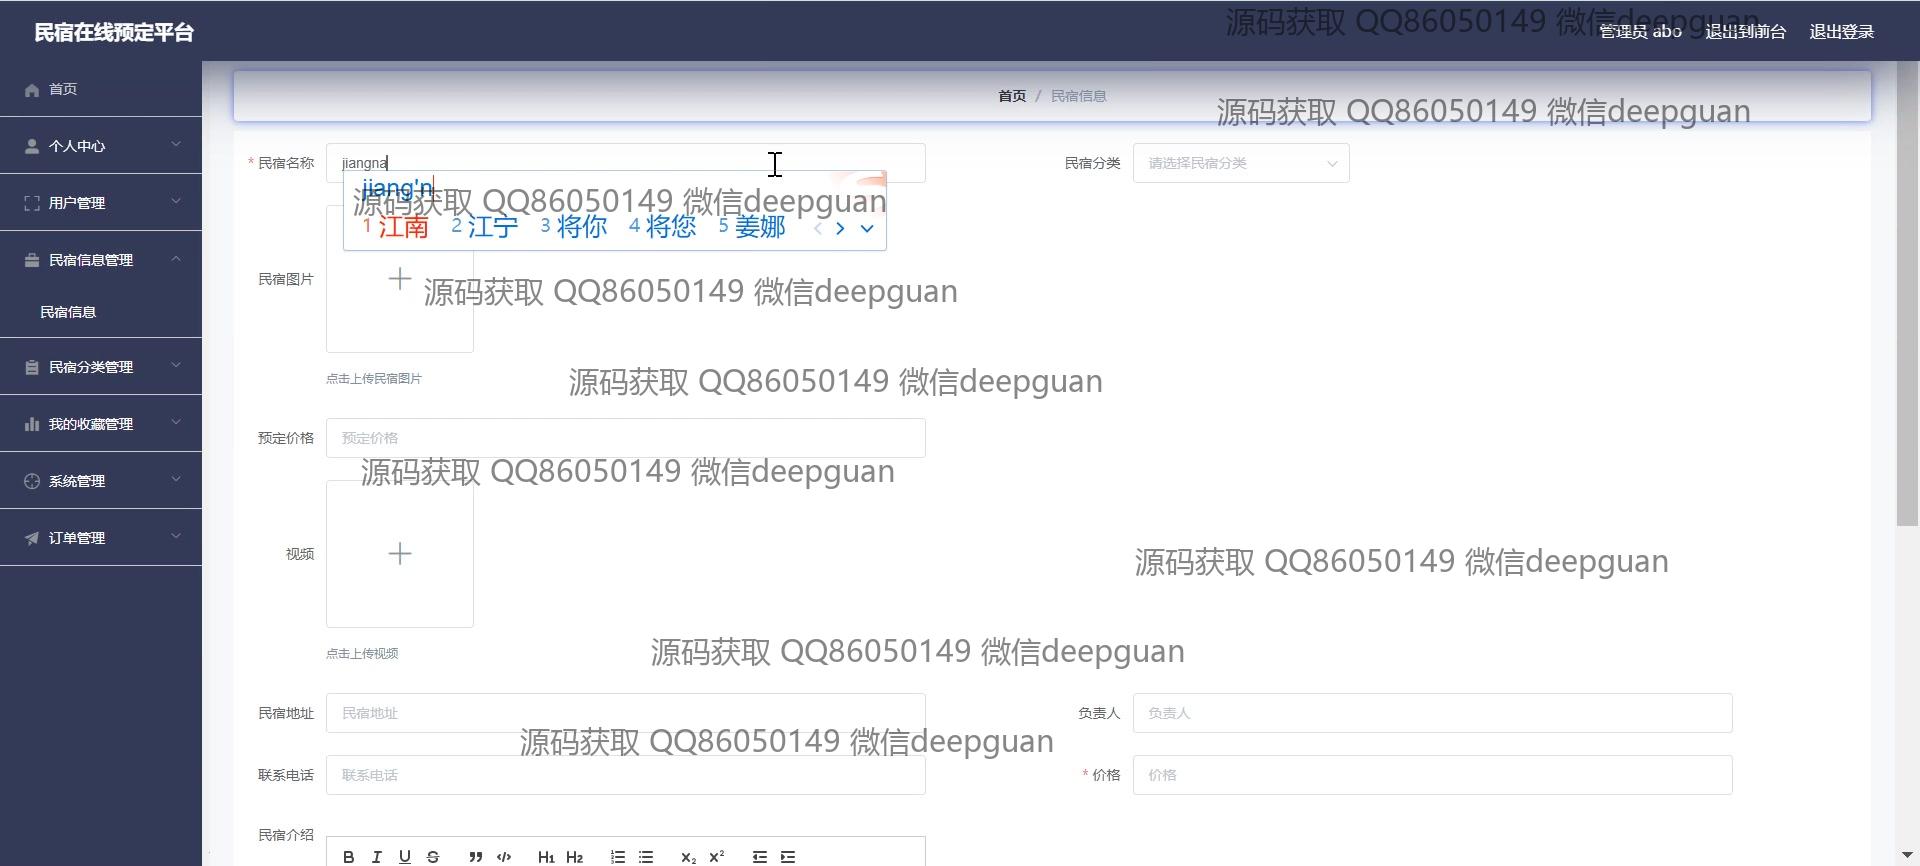 民宿在线预定平台
源码获取 QQ86050149 微信deepguan
管理员 abo 退出到前台 退出登录
首页
个人中心
用户管理
民宿信息管理
民宿信息
民宿分类管理
我的收藏管理
系统管理
订单管理
首页 / 民宿信息
源码获取 QQ86050149 微信deepguan
* 民宿名称 jiangna
民宿分类 请选择民宿分类
jiang'n
源码获取 QQ86050149 微信deepguan
1 江南 2 江宁 3 将你 4 将您 5 姜娜
民宿图片
源码获取 QQ86050149 微信deepguan
点击上传民宿图片
源码获取 QQ86050149 微信deepguan
预定价格 预定价格
源码获取 QQ86050149 微信deepguan
视频
源码获取 QQ86050149 微信deepguan
点击上传视频
源码获取 QQ86050149 微信deepguan
民宿地址 民宿地址
负责人 负责人
源码获取 QQ86050149 微信deepguan
联系电话 联系电话
* 价格 价格
民宿介绍
B I U S ” </> H1 H2 x₂ x²